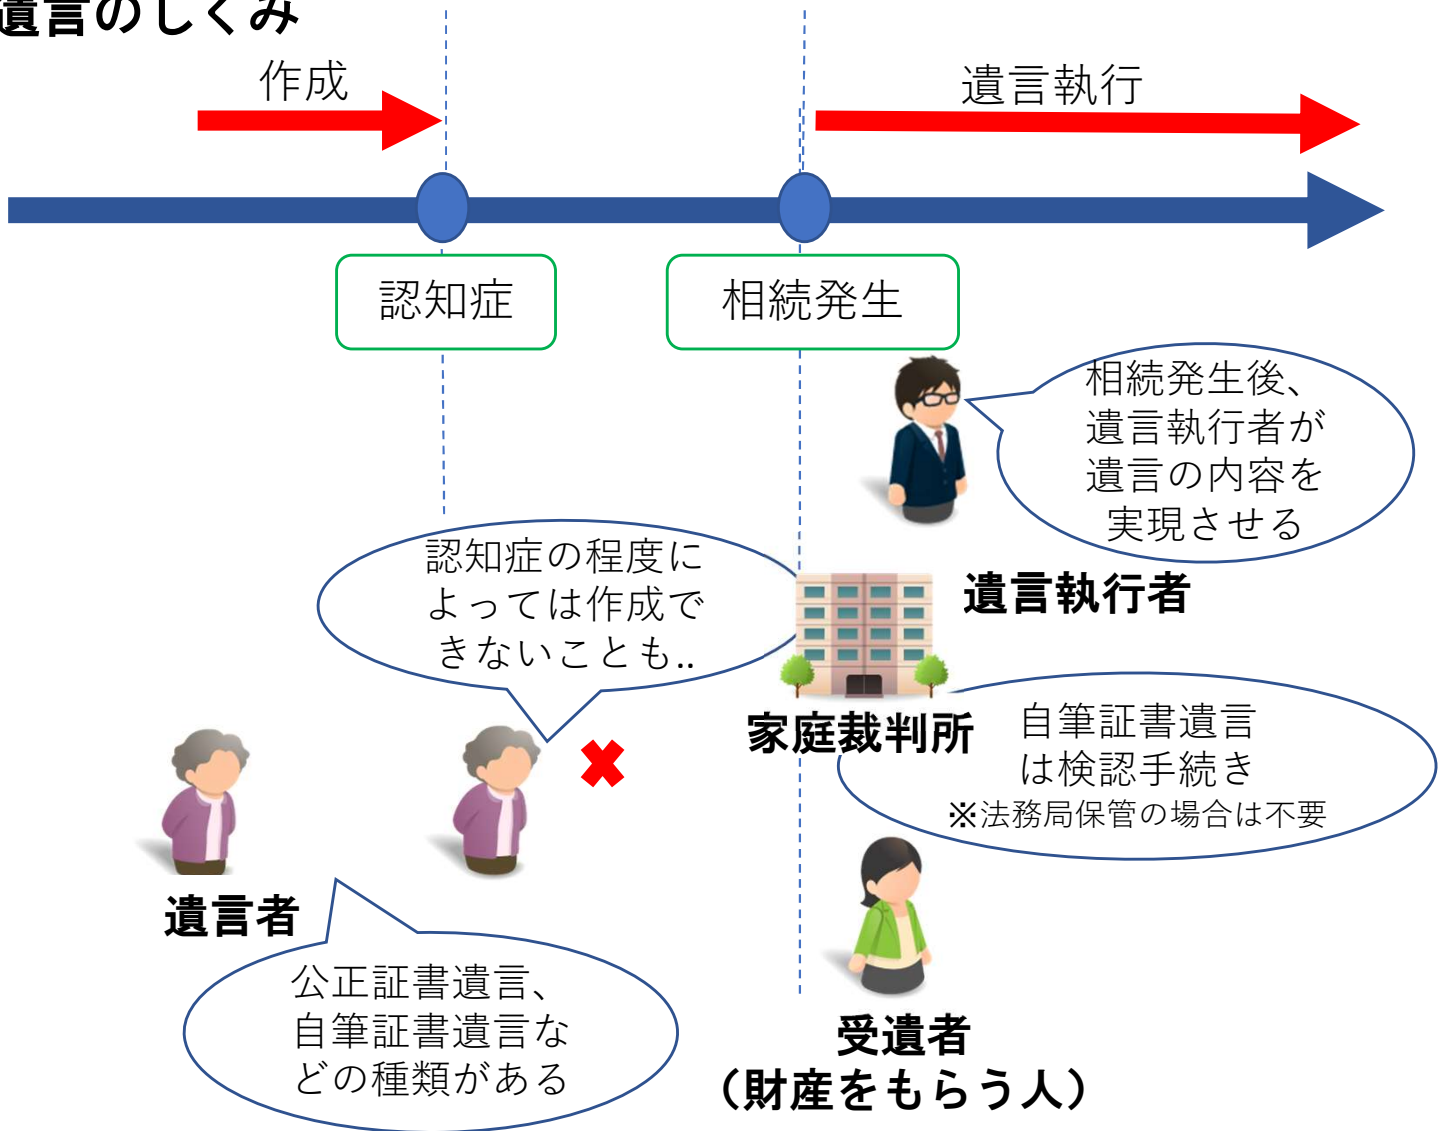 遺言のしくみ
作成
遺言執行
認知症
相続発生
相続発生後、
遺言執行者が
遺言の内容を
実現させる
遺言執行者
認知症の程度に
よっては作成で
きないことも..
家庭裁判所
自筆証書遺言
は検認手続き
※法務局保管の場合は不要
遺言者
公正証書遺言、
自筆証書遺言な
どの種類がある
受遺者
（財産をもらう人）